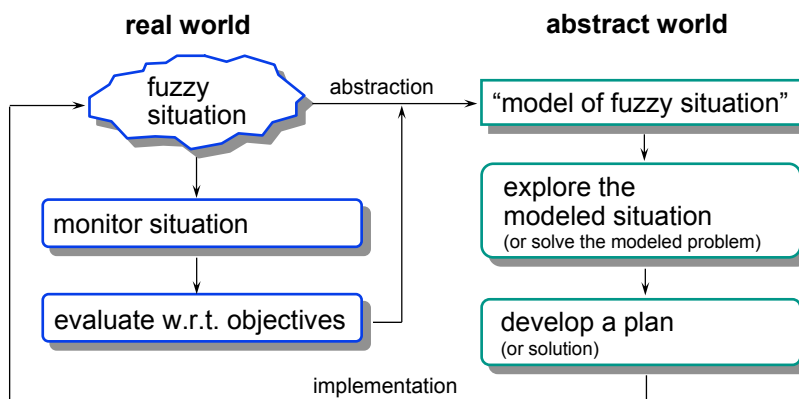 real world
abstract world
fuzzy
situation
abstraction
“model of fuzzy situation”
monitor situation
explore the
modeled situation
(or solve the modeled problem)
evaluate w.r.t. objectives
develop a plan
(or solution)
implementation